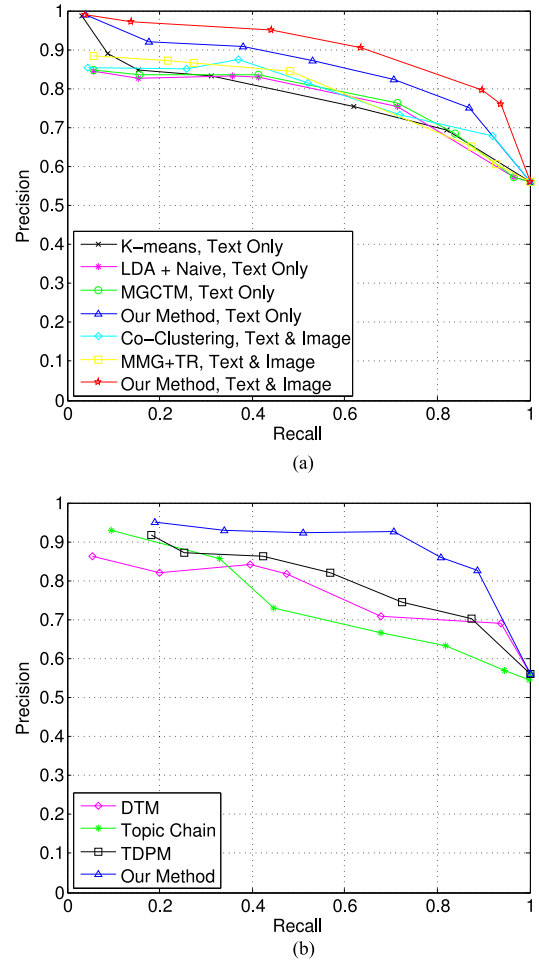 1
0.9
0.8
0.7
0.6
0.5
0.4
0.3
0.2
0.1
0
Precision
K-means, Text Only
LDA + Naive, Text Only
MGCTM, Text Only
Our Method, Text Only
Co-Clustering, Text & Image
MMG+TR, Text & Image
Our Method, Text & Image
0 0.2 0.4 0.6 0.8 1
Recall
(a)
1
0.9
0.8
0.7
0.6
0.5
0.4
0.3
0.2
0.1
0
Precision
DTM
Topic Chain
TDPM
Our Method
0 0.2 0.4 0.6 0.8 1
Recall
(b)